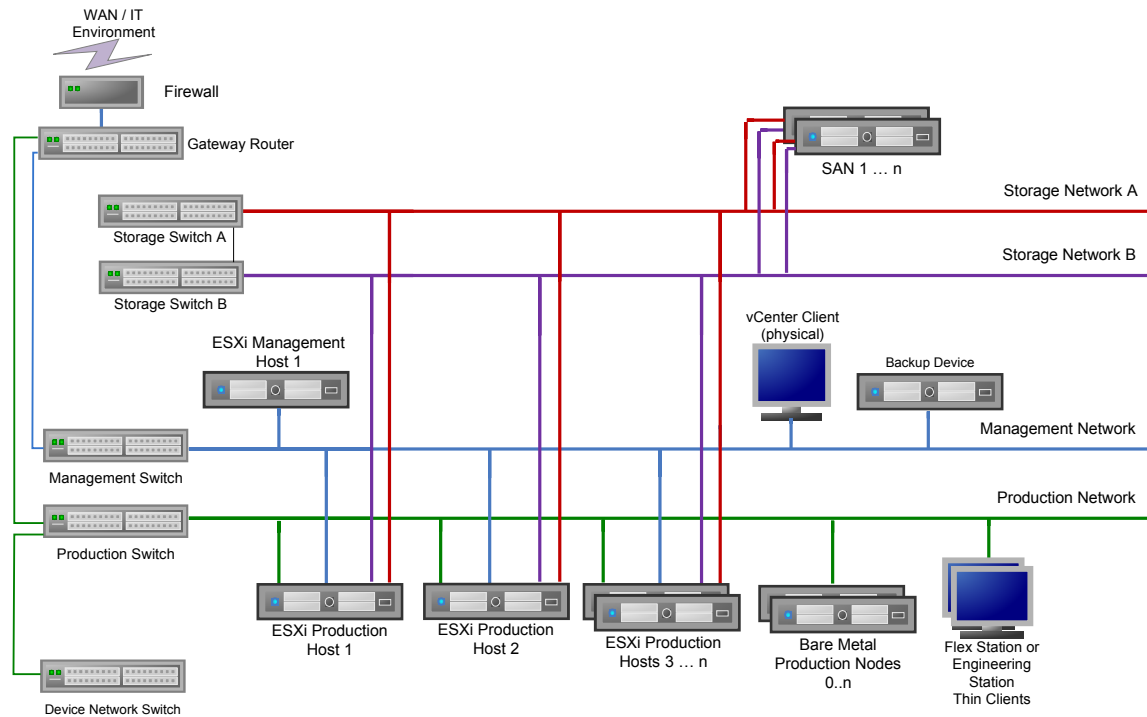 WAN / IT
Environment
Firewall
Gateway Router
SAN 1 ... n
Storage Network A
Storage Switch A
Storage Network B
Storage Switch B
vCenter Client
(physical)
ESXi Management
Host 1
Backup Device
Management Network
Management Switch
Production Network
Production Switch
ESXi Production
Host 1
ESXi Production
Host 2
ESXi Production
Hosts 3 ... n
Bare Metal
Production Nodes
0..n
Flex Station or
Engineering
Station
Thin Clients
Device Network Switch